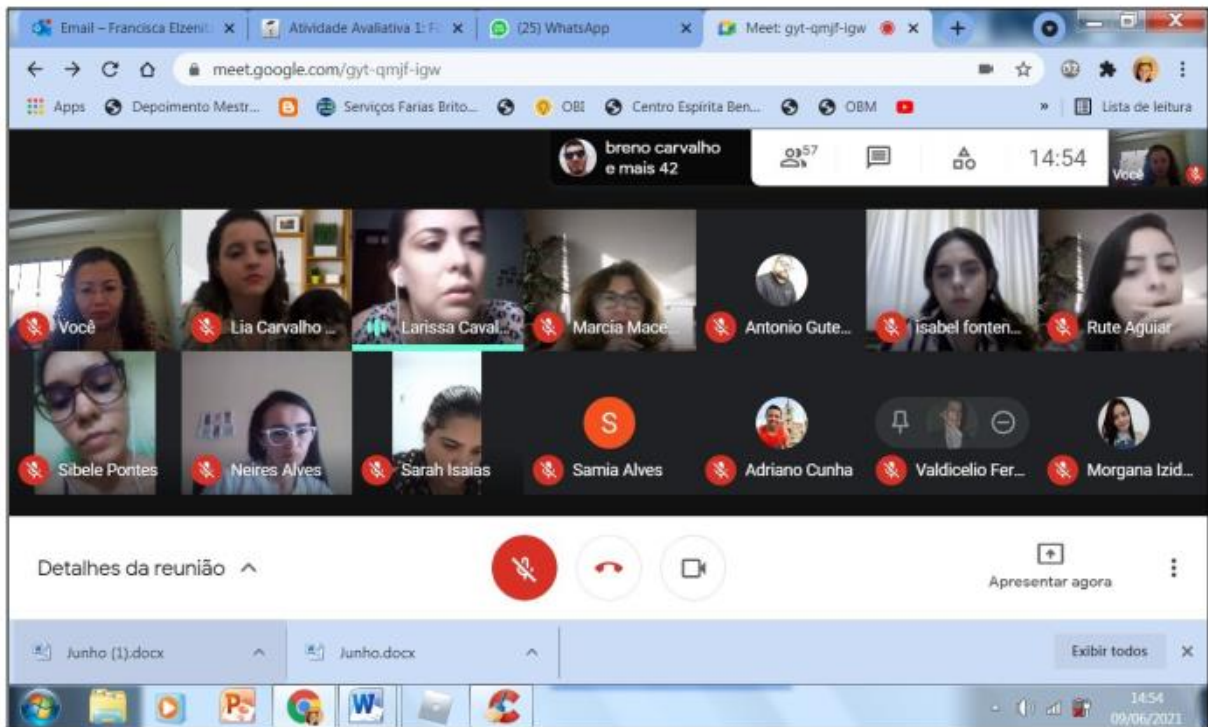 Email – Francisca Elzenit
Atividade Avaliativa 1: F
(25) WhatsApp
Meet: gyt-qmjf-igw
meet.google.com/gyt-qmjf-igw
Apps
Depoimento Mestr...
Serviços Farias Brito...
OBI
Centro Espírita Ben...
OBM
»
Lista de leitura
breno carvalho
e mais 42
57
14:54
Você
Você
Lia Carvalho ...
Larissa Caval...
Marcia Mace...
Antonio Gute...
isabel fonten...
Rute Aguiar
Sibele Pontes
Neires Alves
Sarah Isaias
S
Samia Alves
Adriano Cunha
Valdicelio Fer...
Morgana Izid...
Detalhes da reunião
Apresentar agora
Junho (1).docx
Junho.docx
Exibir todos
14:54
09/06/2021